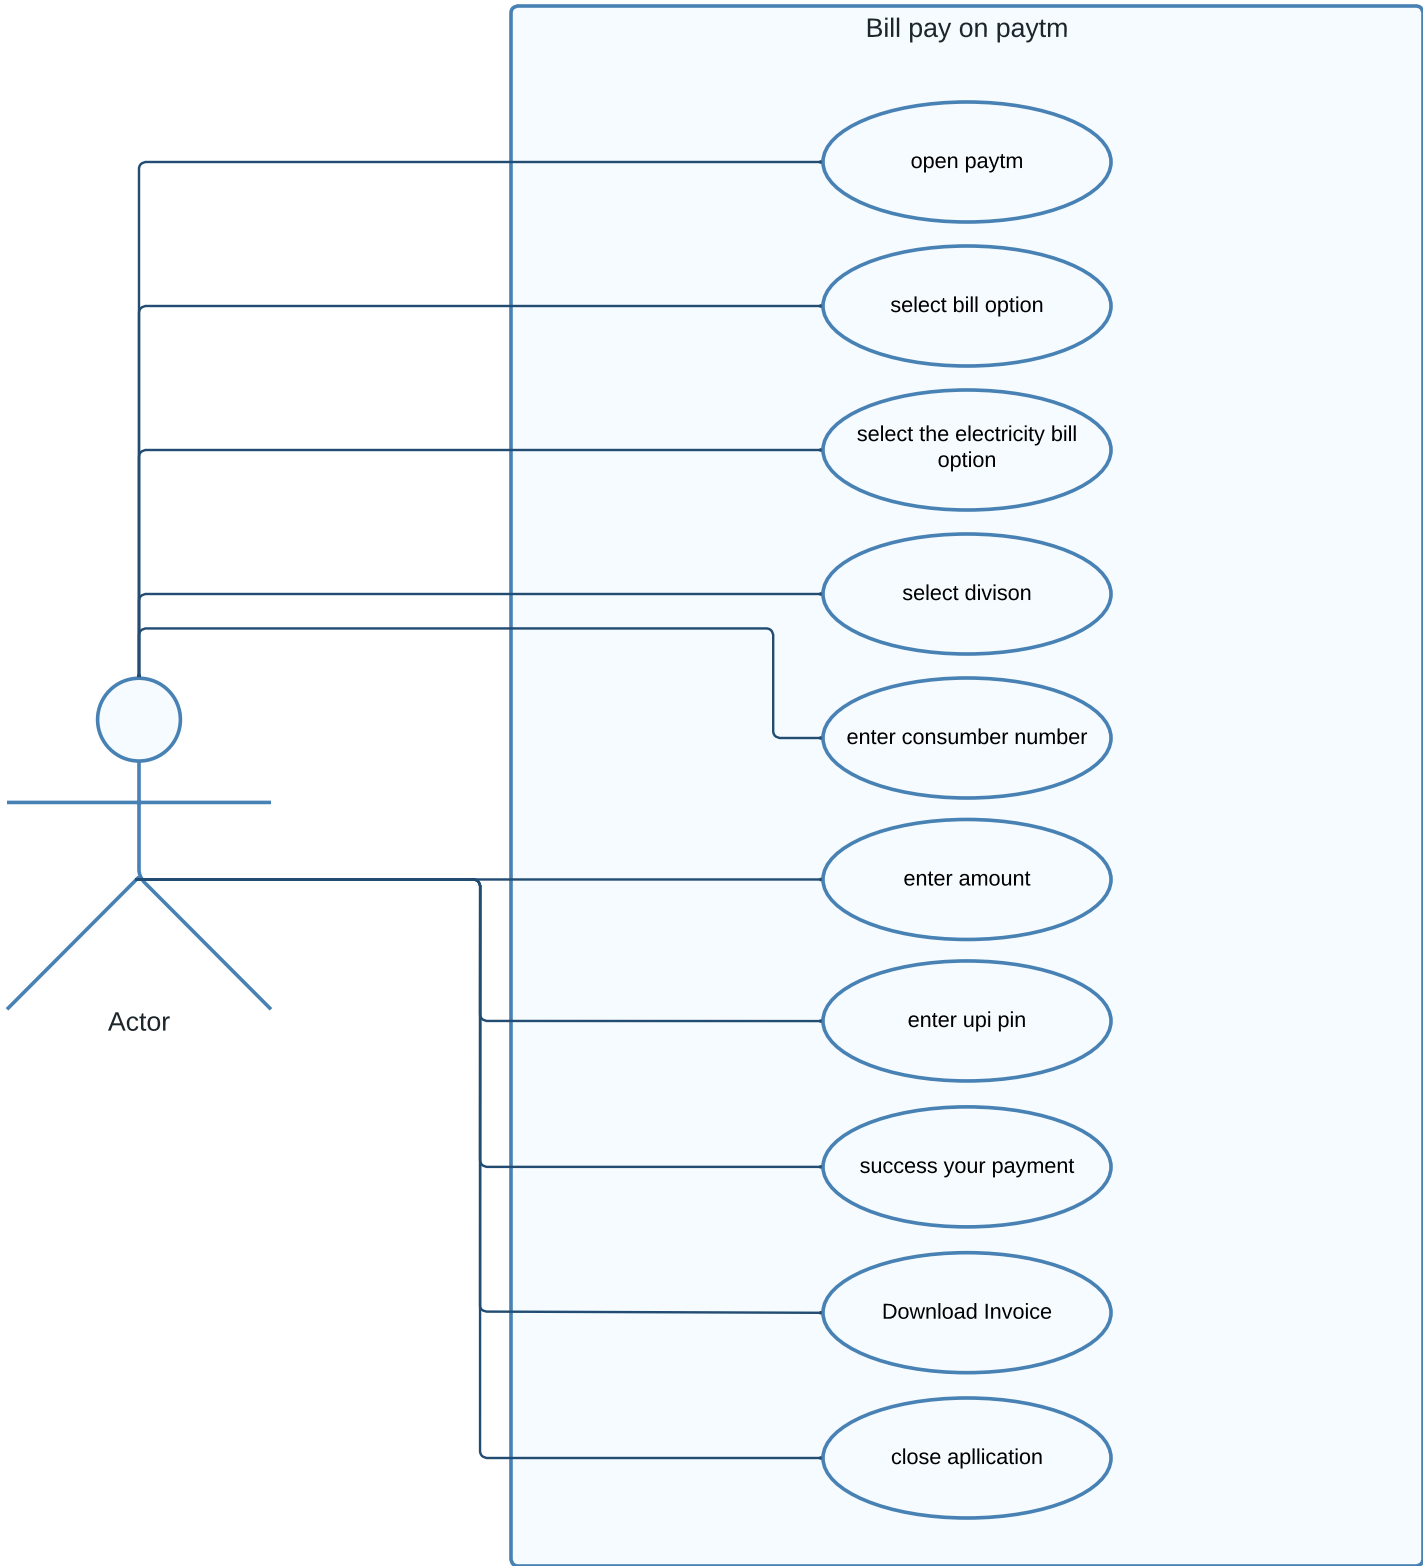 Bill pay on paytm
open paytm
select bill option
select the electricity bill
option
select divison
enter consumber number
enter amount
enter upi pin
Actor
success your payment
Download Invoice
close apllication